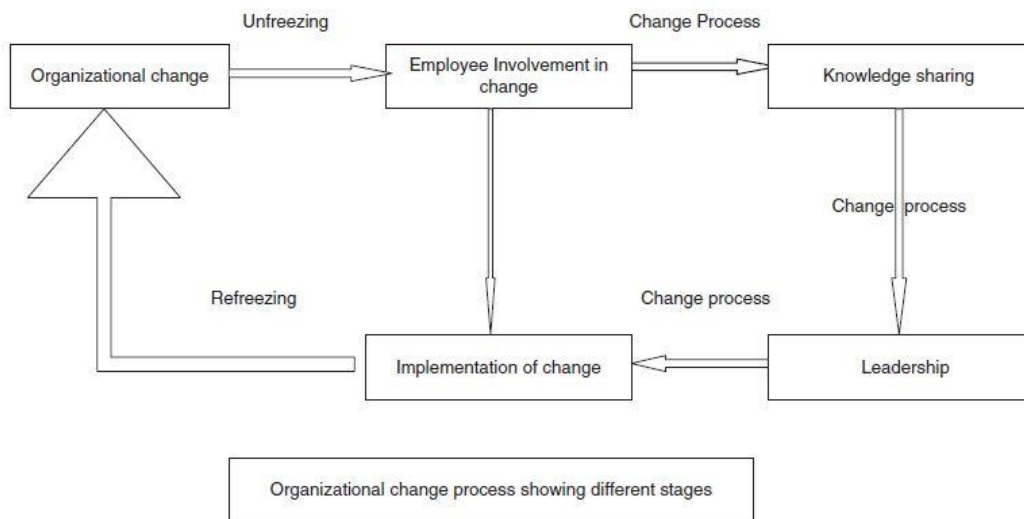 Unfreezing
Change Process
Organizational change
Employee Involvement in
change
Knowledge sharing
Change process
Refreezing
Change process
Implementation of change
Leadership
Organizational change process showing different stages